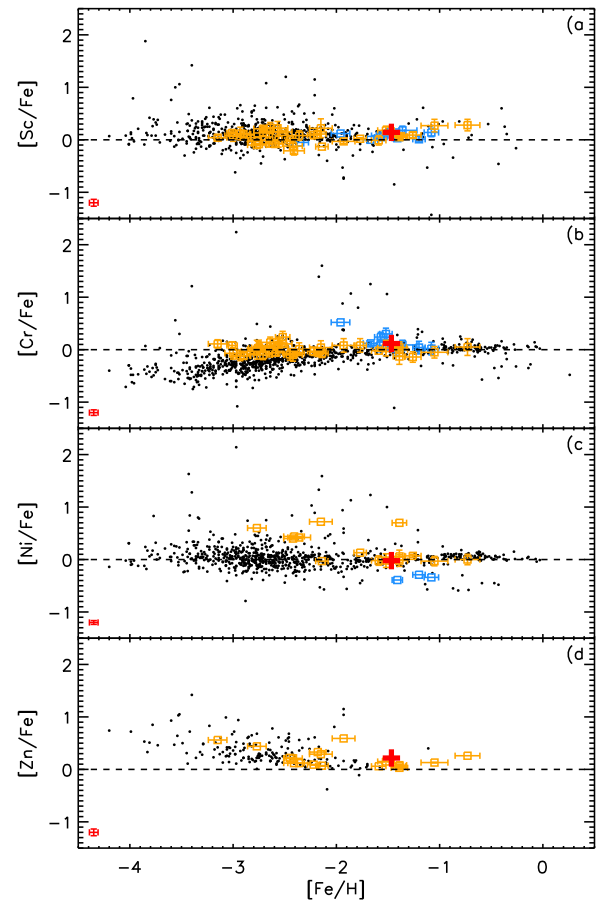 (a
2
1
0
−1
[Sc/Fe]
(b
2
1
0
−1
[Cr/Fe]
(c
2
1
0
−1
[Ni/Fe]
(d
2
1
0
−1
[Zn/Fe]
−4 −3 −2 −1 0
[Fe/H]